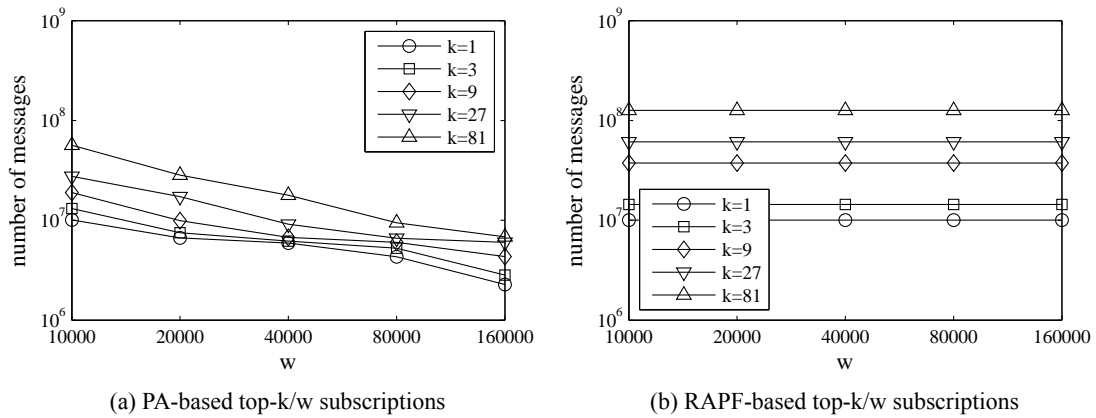 number of messages
10^9
10^8
10^7
10^6
k=1
k=3
k=9
k=27
k=81
10000 20000 40000 80000 160000
w
(a) PA-based top-k/w subscriptions
number of messages
10^9
10^8
10^7
10^6
k=1
k=3
k=9
k=27
k=81
10000 20000 40000 80000 160000
w
(b) RAPF-based top-k/w subscriptions